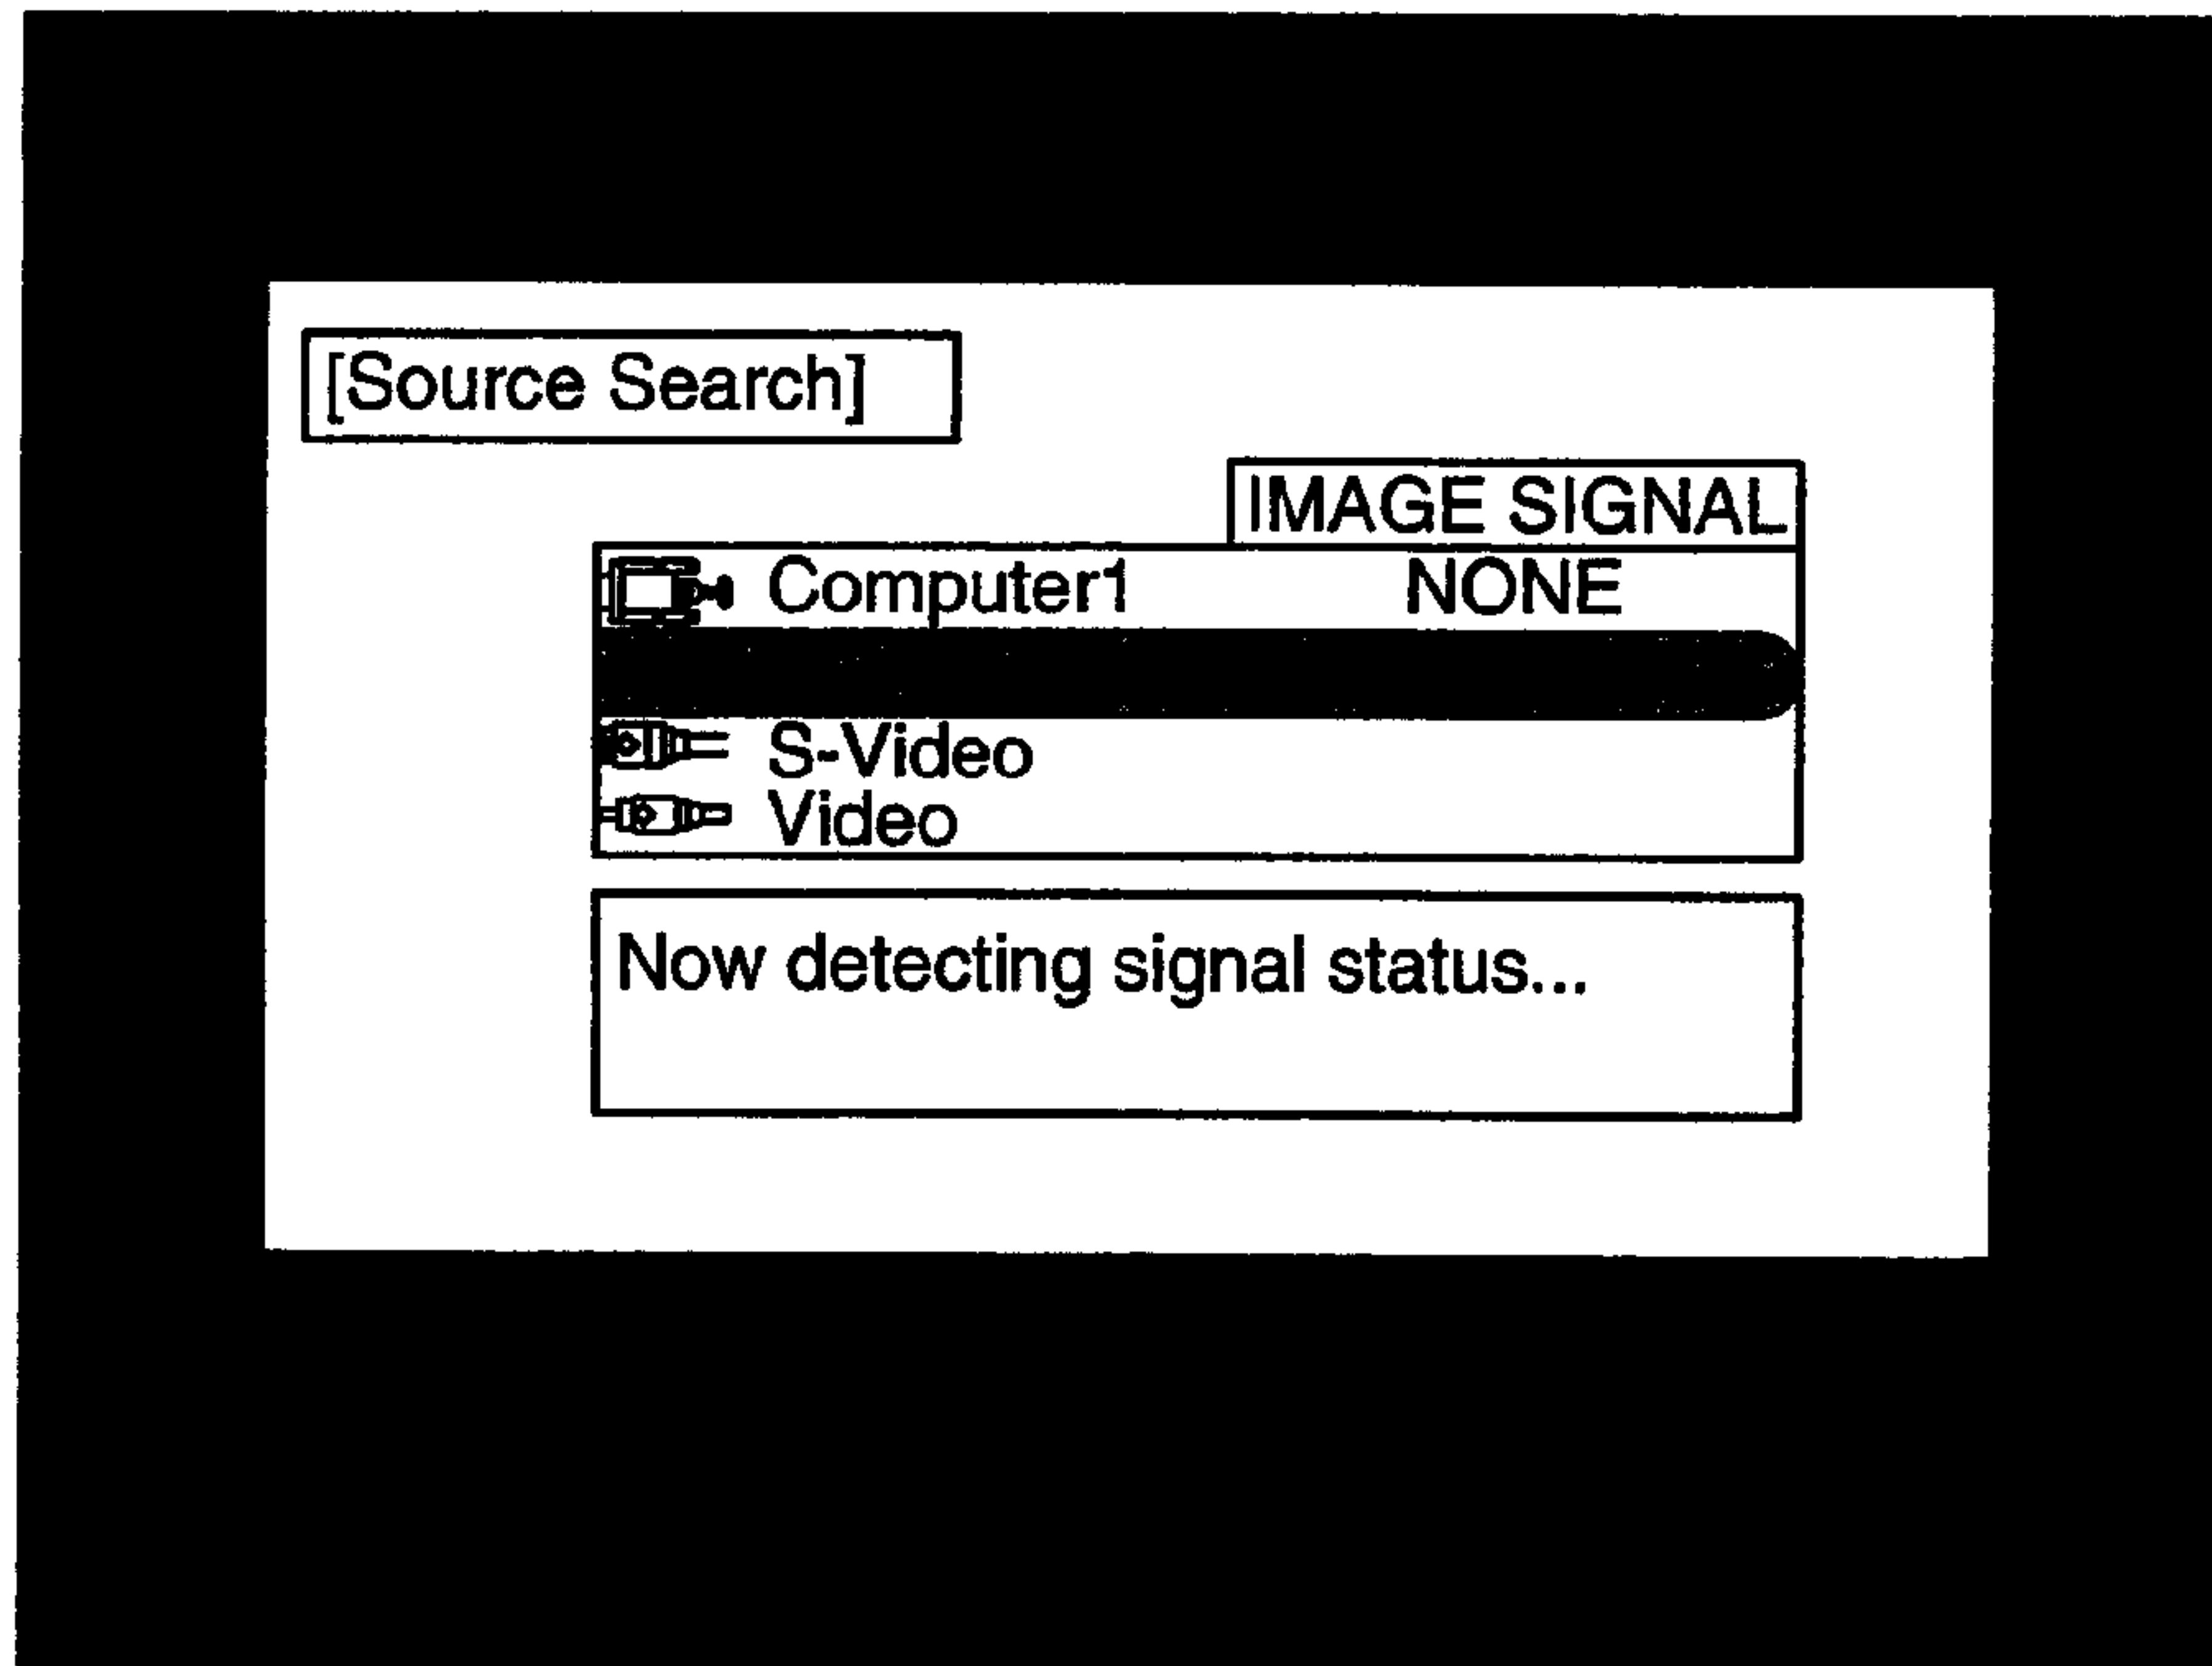 [Source Search]
IMAGE SIGNAL
Computer1 NONE
S-Video
Video
Now detecting signal status...